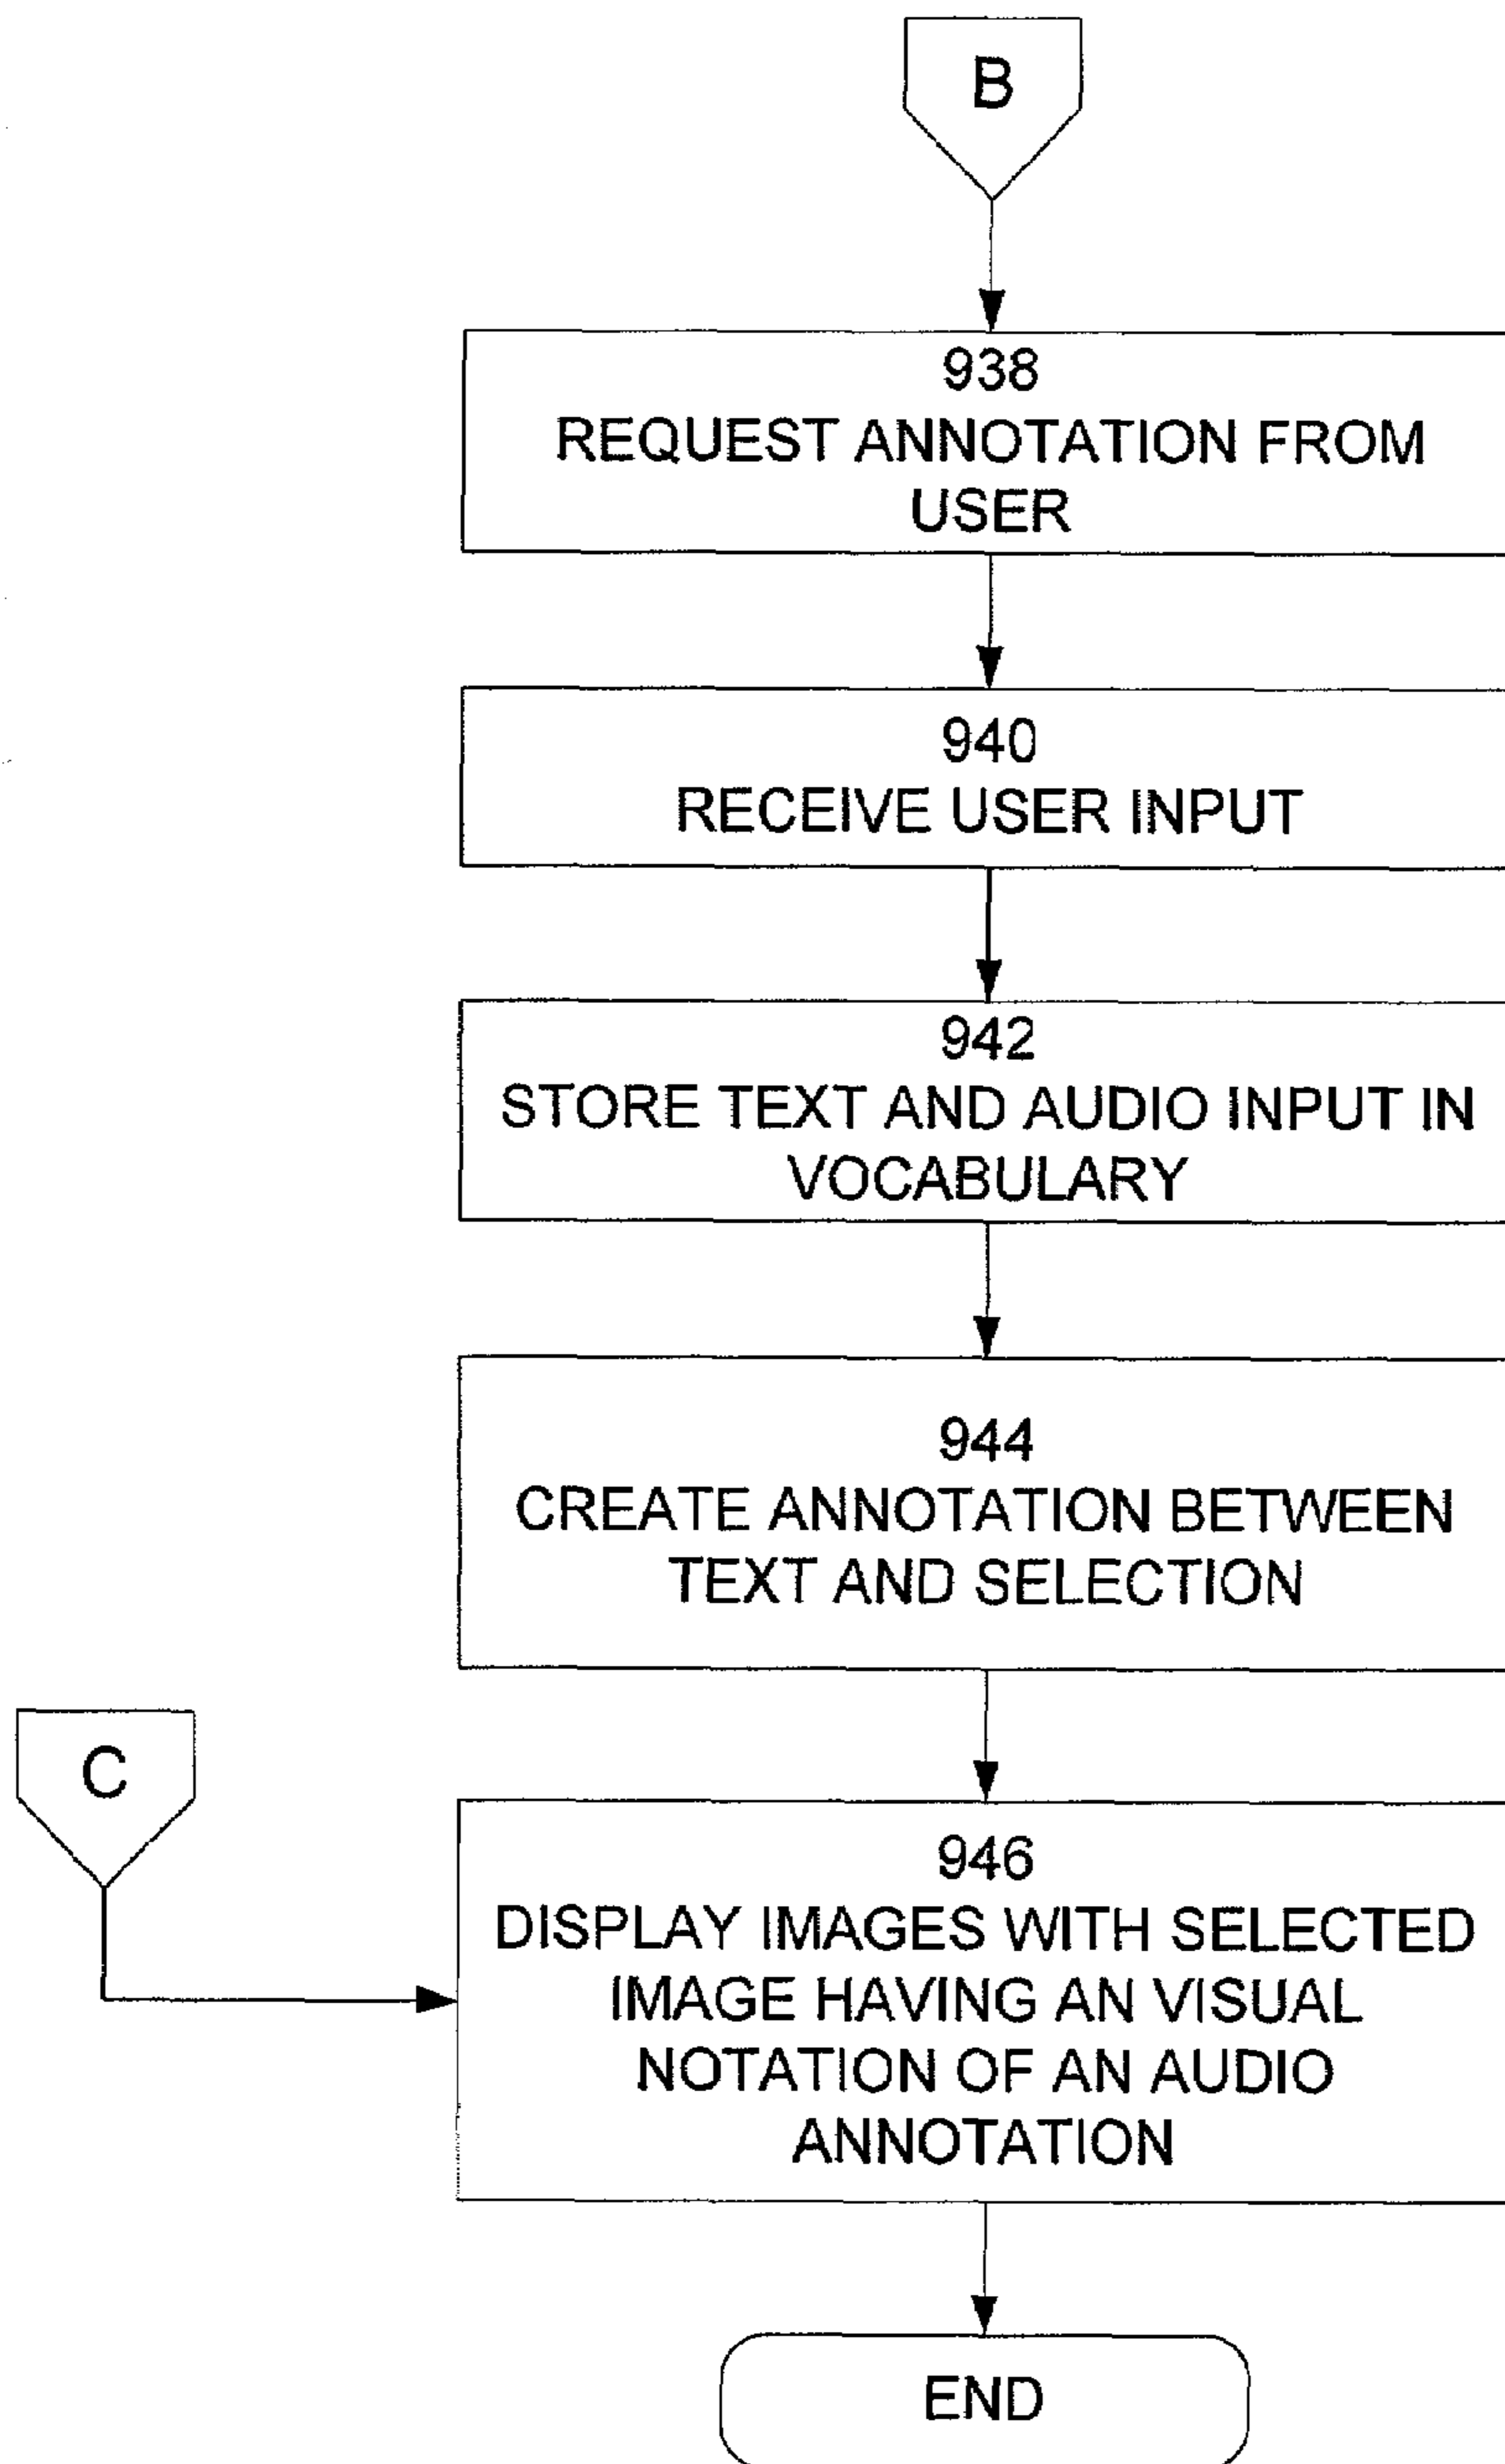 B
938
REQUEST ANNOTATION FROM
USER
940
RECEIVE USER INPUT
942
STORE TEXT AND AUDIO INPUT IN
VOCABULARY
944
CREATE ANNOTATION BETWEEN
TEXT AND SELECTION
C
946
DISPLAY IMAGES WITH SELECTED
IMAGE HAVING AN VISUAL
NOTATION OF AN AUDIO
ANNOTATION
END